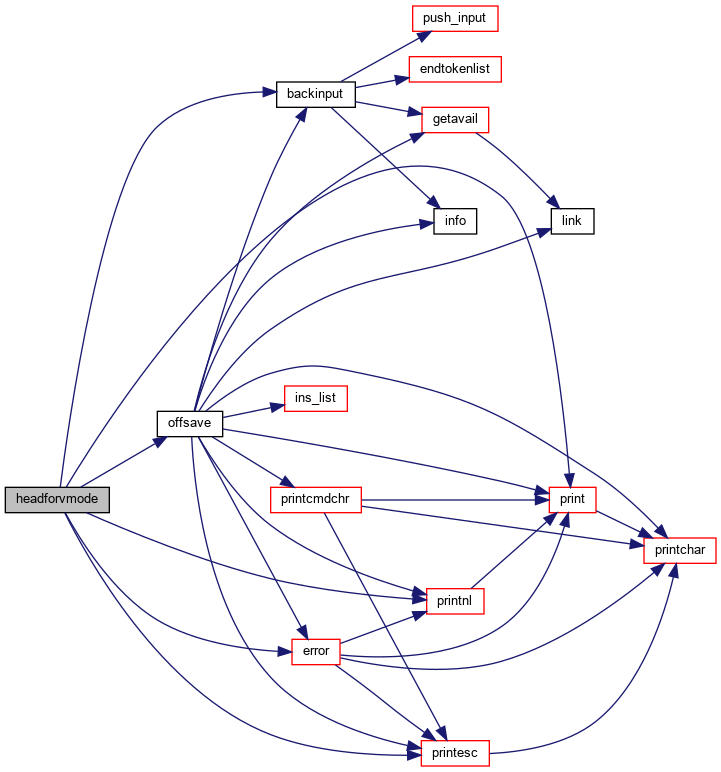 push_input
endtokenlist
backinput
getavail
info
link
ins_list
offsave
headforvmode
printcmdchr
print
printchar
printnl
error
printesc